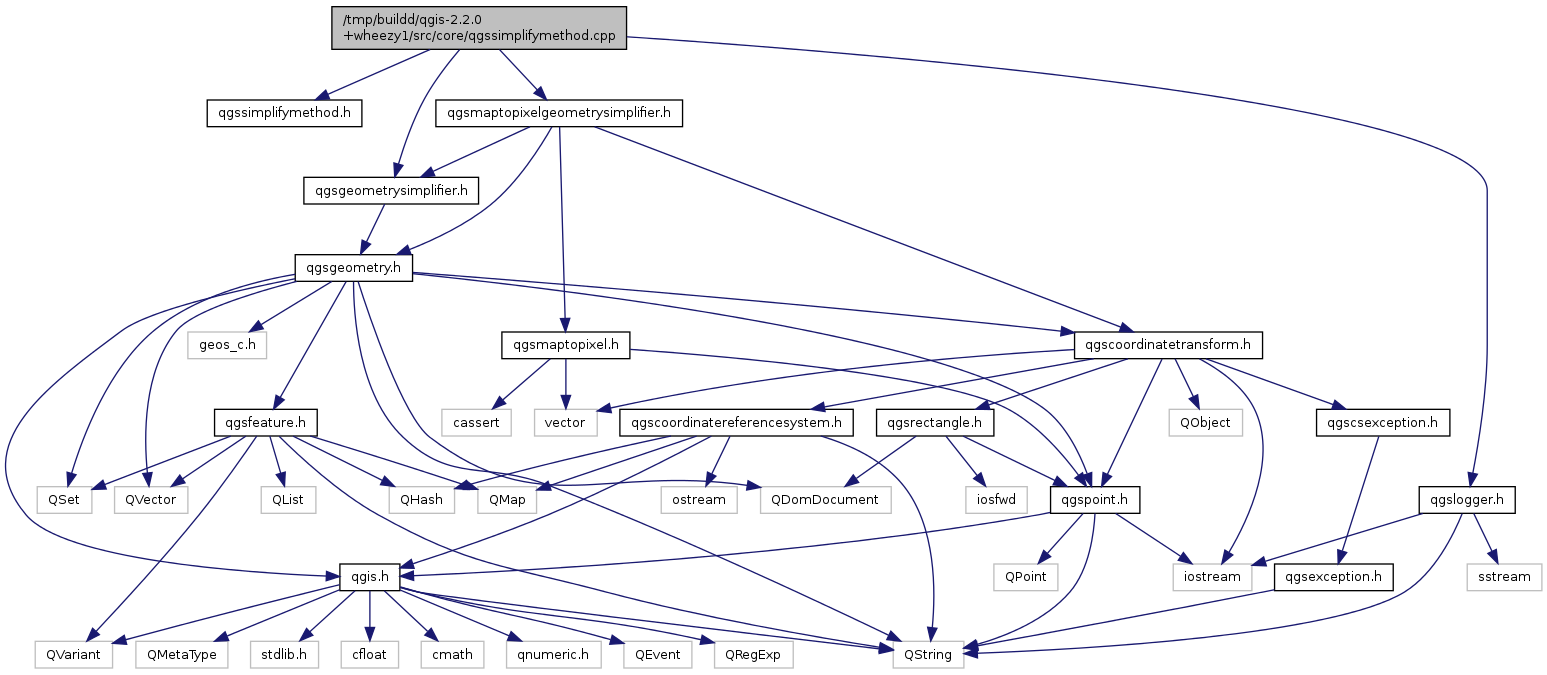 /tmp/buildd/qgis-2.2.0
+wheezy1/src/core/qgssimplifymethod.cpp
qgssimplifymethod.h
qgsmaptopixelgeometrysimplifier.h
qgsgeometrysimplifier.h
qgsgeometry.h
geos_c.h
qgsmaptopixel.h
qgscoordinatetransform.h
qgsfeature.h
cassert
vector
qgscoordinatereferencesystem.h
qgsrectangle.h
QObject
qgscsexception.h
QSet
QVector
QList
QHash
QMap
ostream
QDomDocument
iosfwd
qgspoint.h
qgslogger.h
qgis.h
QPoint
iostream
qgsexception.h
sstream
QVariant
QMetaType
stdlib.h
cfloat
cmath
qnumeric.h
QEvent
QRegExp
QString